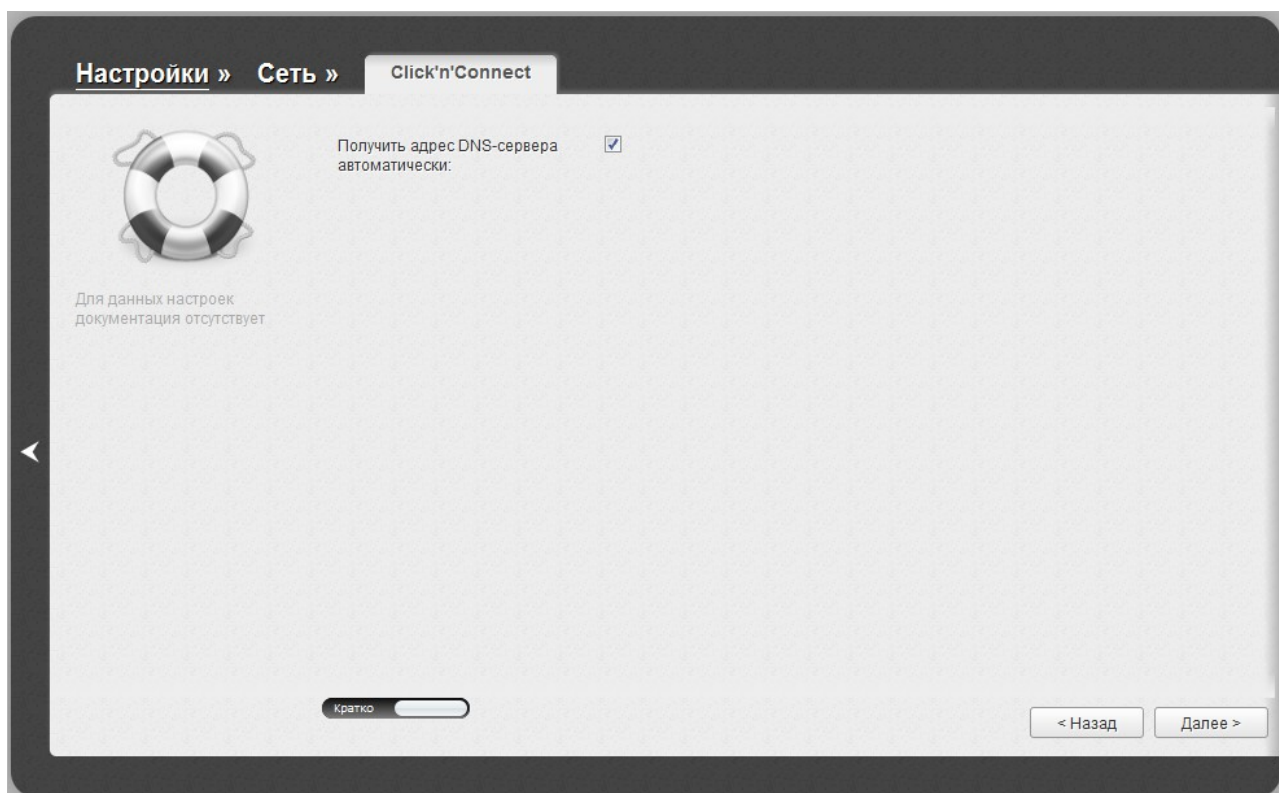 Настройки » Сеть » Click'n'Connect
Получить адрес DNS-сервера
автоматически:
Для данных настроек
документация отсутствует
Кратко
< Назад Далее >